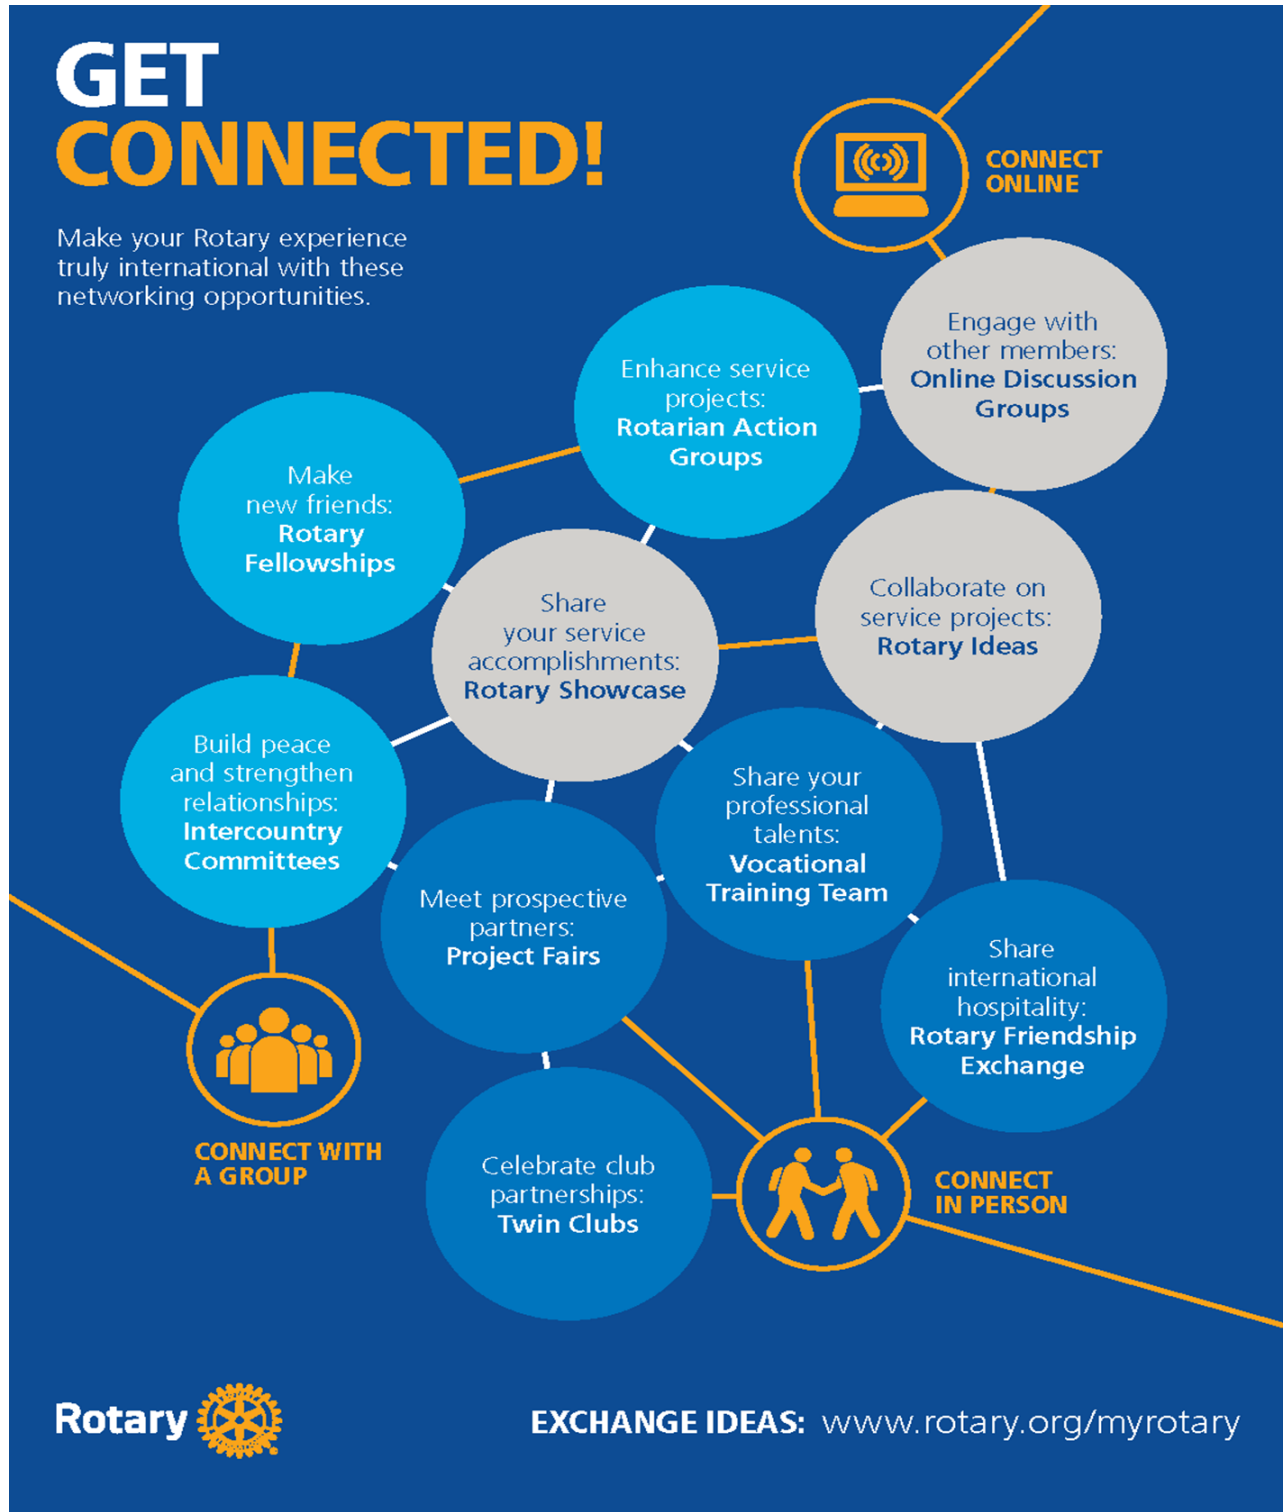 GET
CONNECTED!
Make your Rotary experience
truly international with these
networking opportunities.
CONNECT
ONLINE
Engage with
other members:
Online Discussion
Groups
Enhance service
projects:
Rotarian Action
Groups
Make
new friends:
Rotary
Fellowships
Share
your service
accomplishments:
Rotary Showcase
Collaborate on
service projects:
Rotary Ideas
Build peace
and strengthen
relationships:
Intercountry
Committees
Share your
professional
talents:
Vocational
Training Team
Meet prospective
partners:
Project Fairs
Share
international
hospitality:
Rotary Friendship
Exchange
CONNECT WITH
A GROUP
Celebrate club
partnerships:
Twin Clubs
CONNECT
IN PERSON
Rotary
EXCHANGE IDEAS: www.rotary.org/myrotary